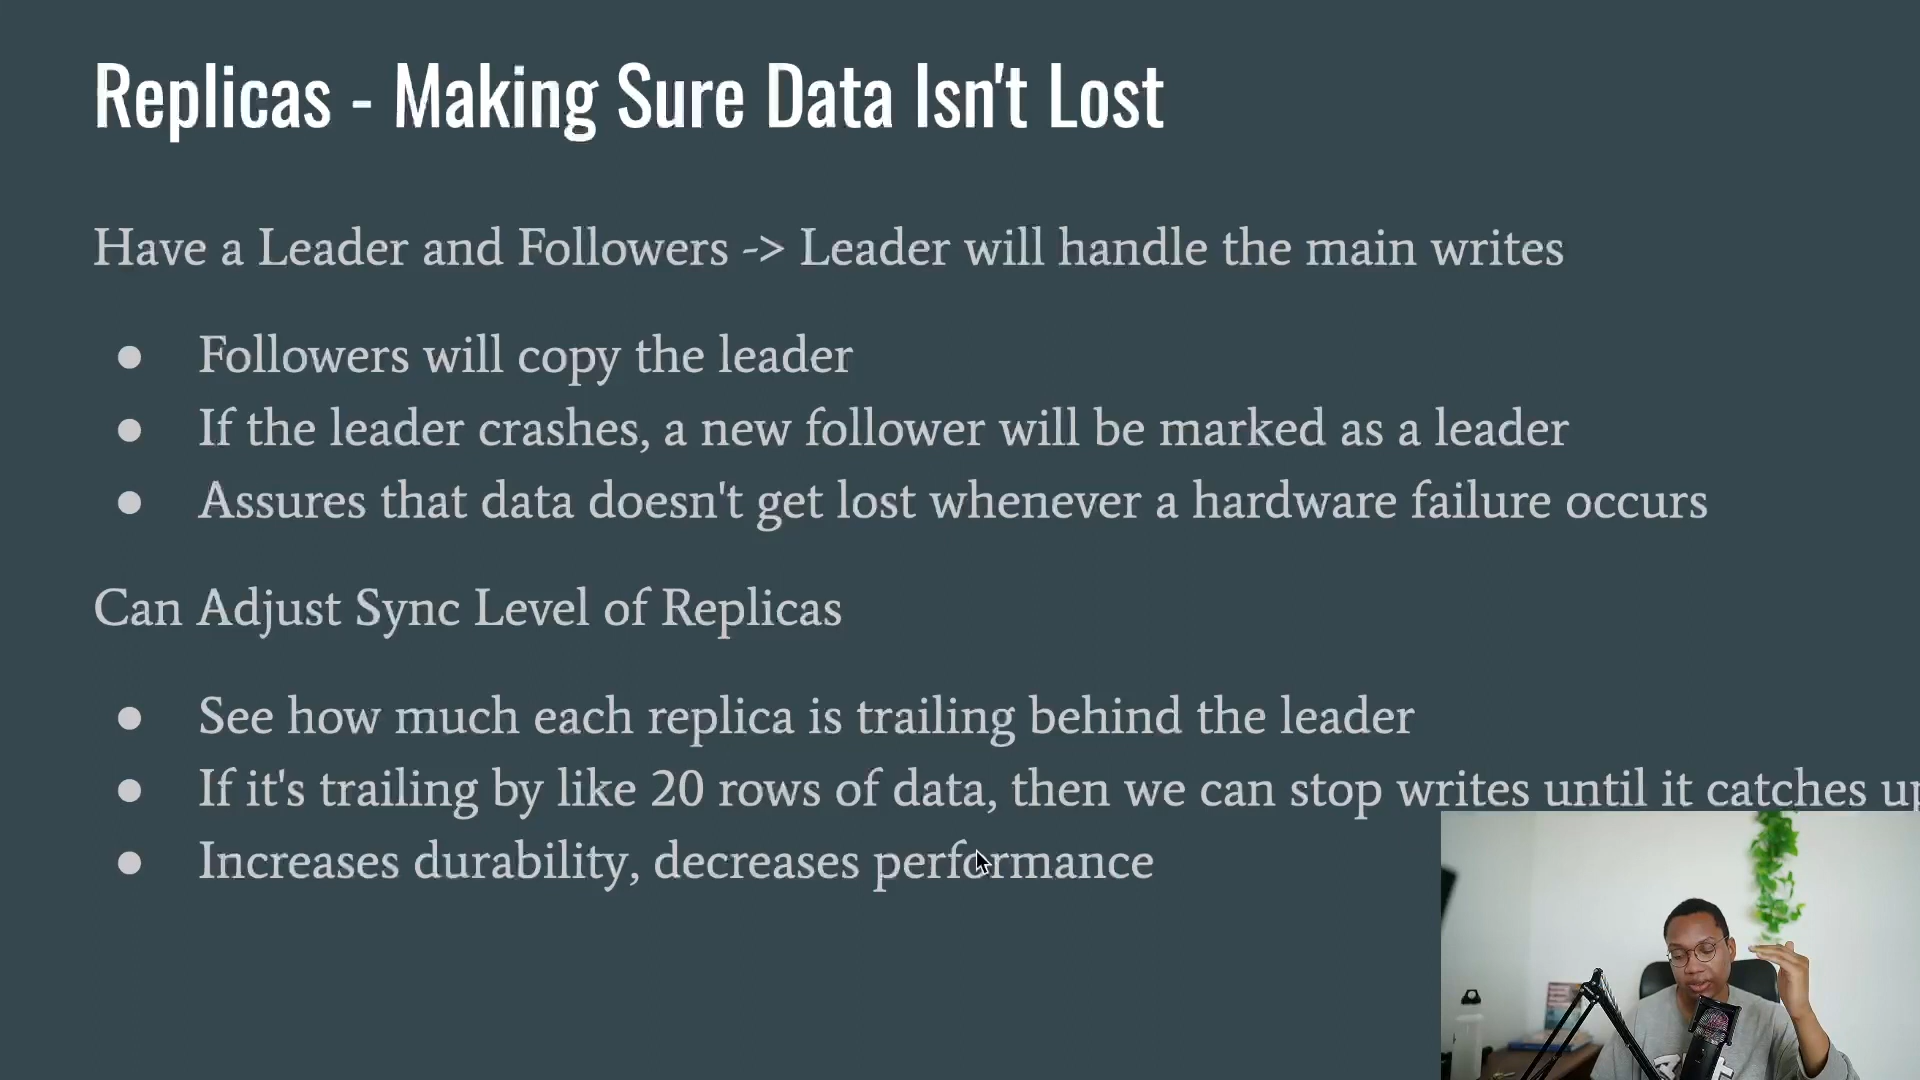 Replicas - Making Sure Data Isn't Lost
Have a Leader and Followers -> Leader will handle the main writes
● Followers will copy the leader
● If the leader crashes, a new follower will be marked as a leader
● Assures that data doesn't get lost whenever a hardware failure occurs
Can Adjust Sync Level of Replicas
● See how much each replica is trailing behind the leader
● If it's trailing by like 20 rows of data, then we can stop writes until it catches up
● Increases durability, decreases performance